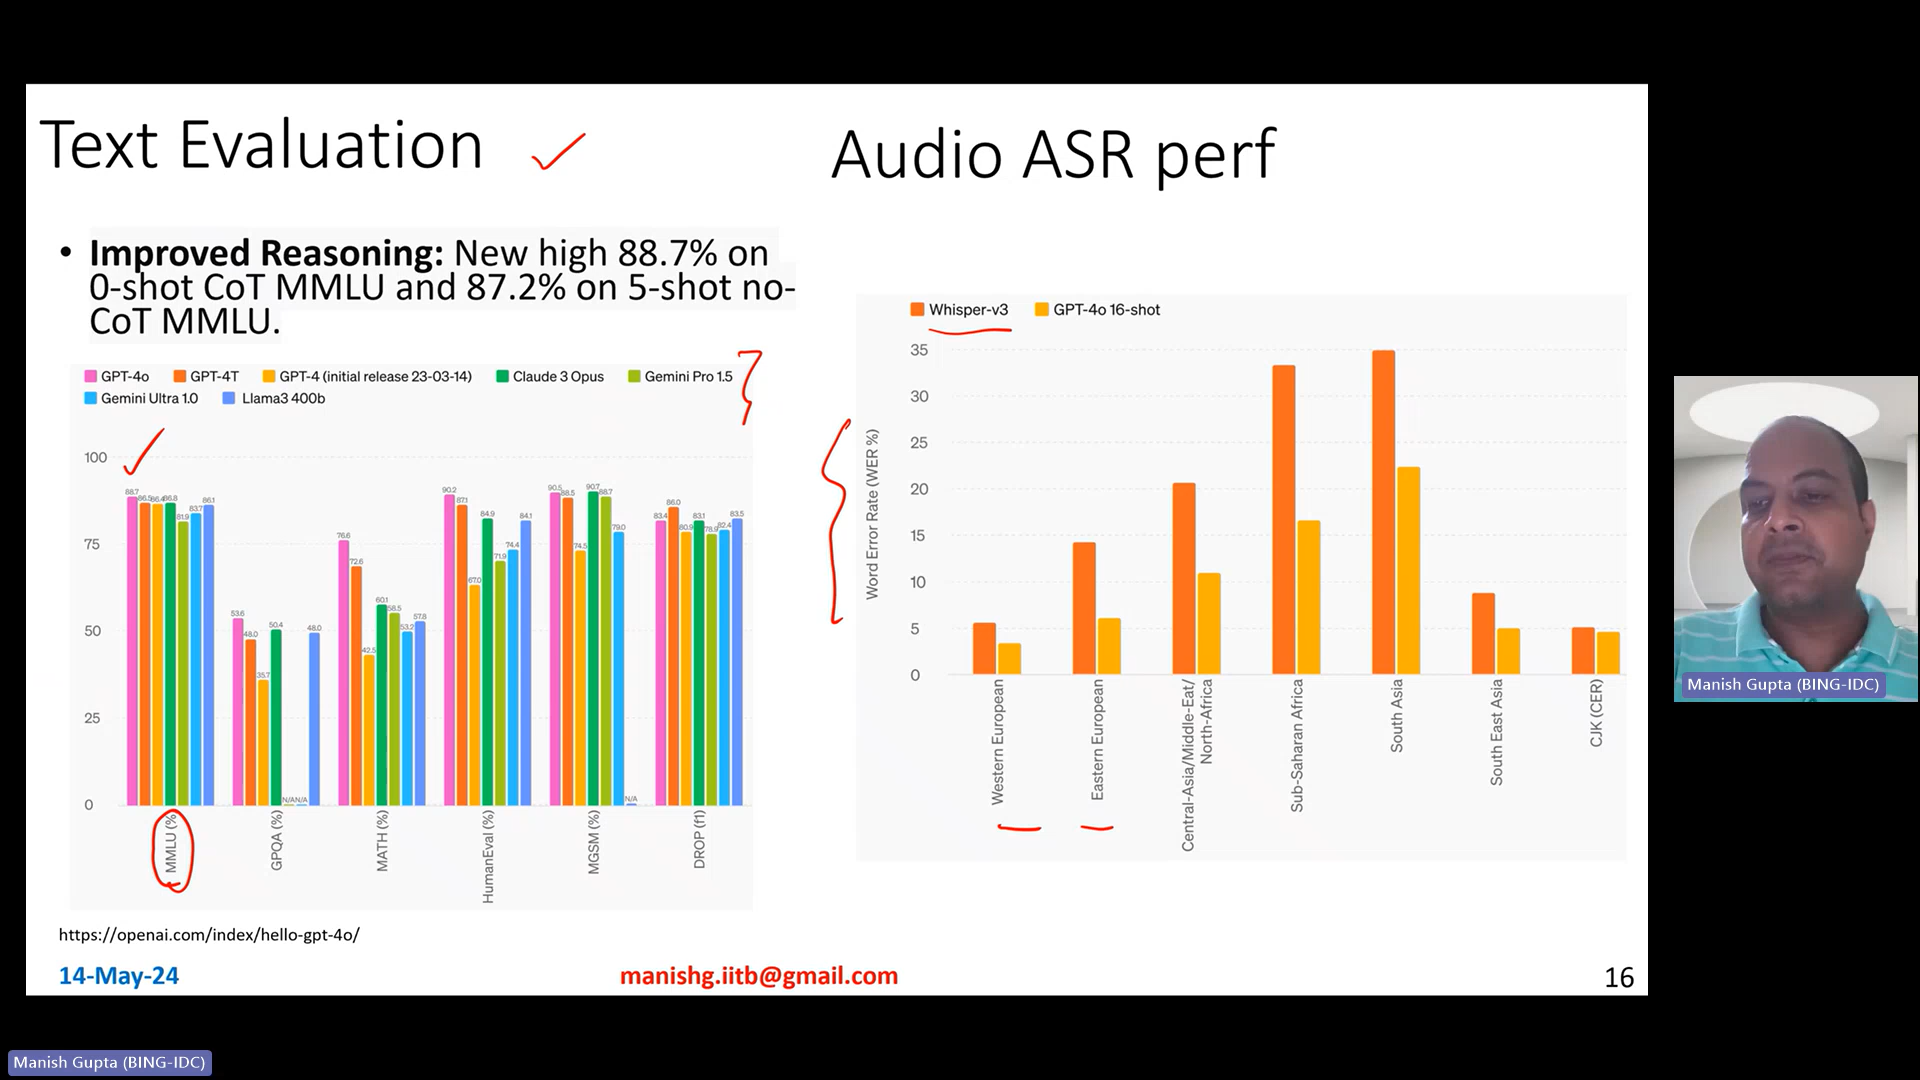 Text Evaluation
• Improved Reasoning: New high 88.7% on
0-shot CoT MMLU and 87.2% on 5-shot no-
CoT MMLU.
GPT-4o GPT-4T GPT-4 (initial release 23-03-14) Claude 3 Opus Gemini Pro 1.5
Gemini Ultra 1.0 Llama3 400b
100
75
50
25
0
88.7 86.5 86.4 86.8 81.9 83.7 86.1
53.6 48.0 35.7 50.4 N/A N/A 48.0
76.6 72.6 42.5 60.1 58.5 53.2 57.8
90.2 87.1 67.0 84.9 71.9 74.4 84.1
90.5 88.5 74.5 90.7 88.7 79.0 N/A
83.4 86.0 80.9 83.1 78.9 82.4 83.5
MMLU (%)
GPQA (%)
MATH (%)
HumanEval (%)
MGSM (%)
DROP (f1)
https://openai.com/index/hello-gpt-4o/
Audio ASR perf
Whisper-v3 GPT-4o 16-shot
Word Error Rate (WER %)
35
30
25
20
15
10
5
0
Western European
Eastern European
Central-Asia/Middle-Eat/
North-Africa
Sub-Saharan Africa
South Asia
South East Asia
CJK (CER)
14-May-24
manishg.iitb@gmail.com
16
Manish Gupta (BING-IDC)
Manish Gupta (BING-IDC)